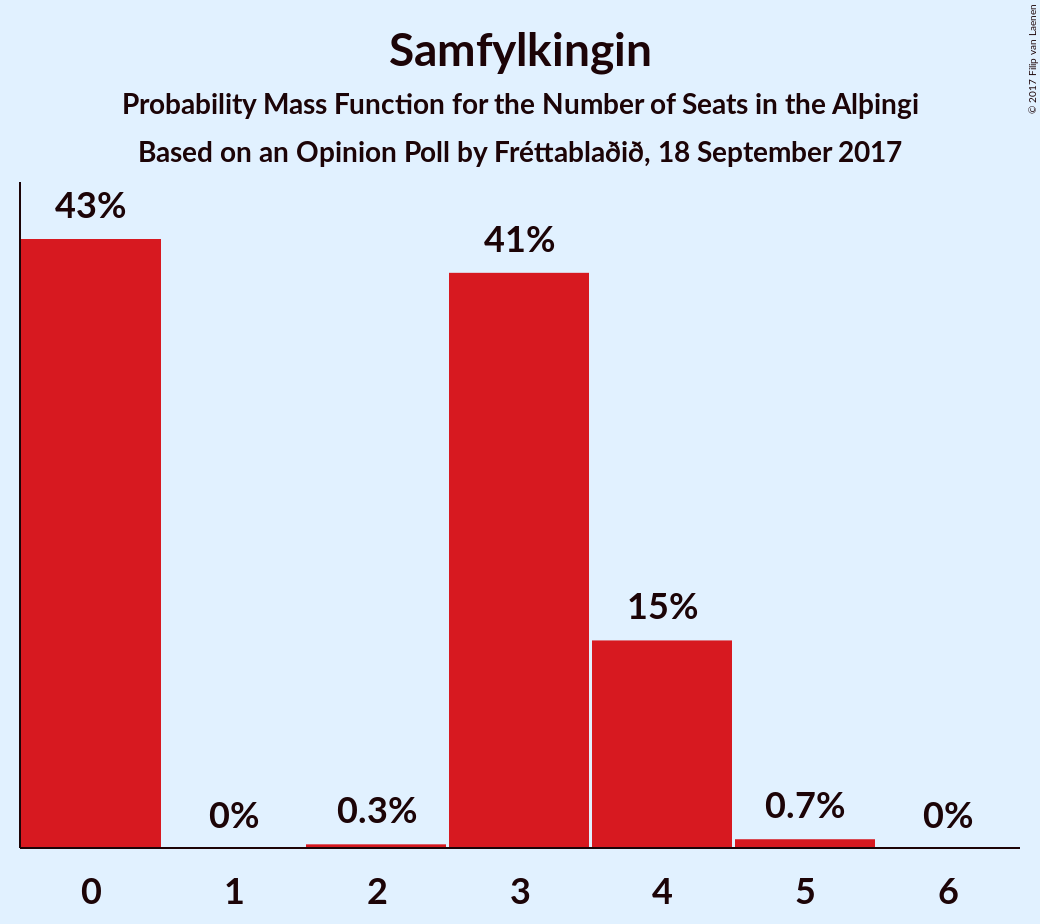 Samfylkingin
Probability Mass Function for the Number of Seats in the Alþingi
Based on an Opinion Poll by Fréttablaðið, 18 September 2017
© 2017 Filip van Laenen
43%
0%
0.3%
41%
15%
0.7%
0%
0 1 2 3 4 5 6